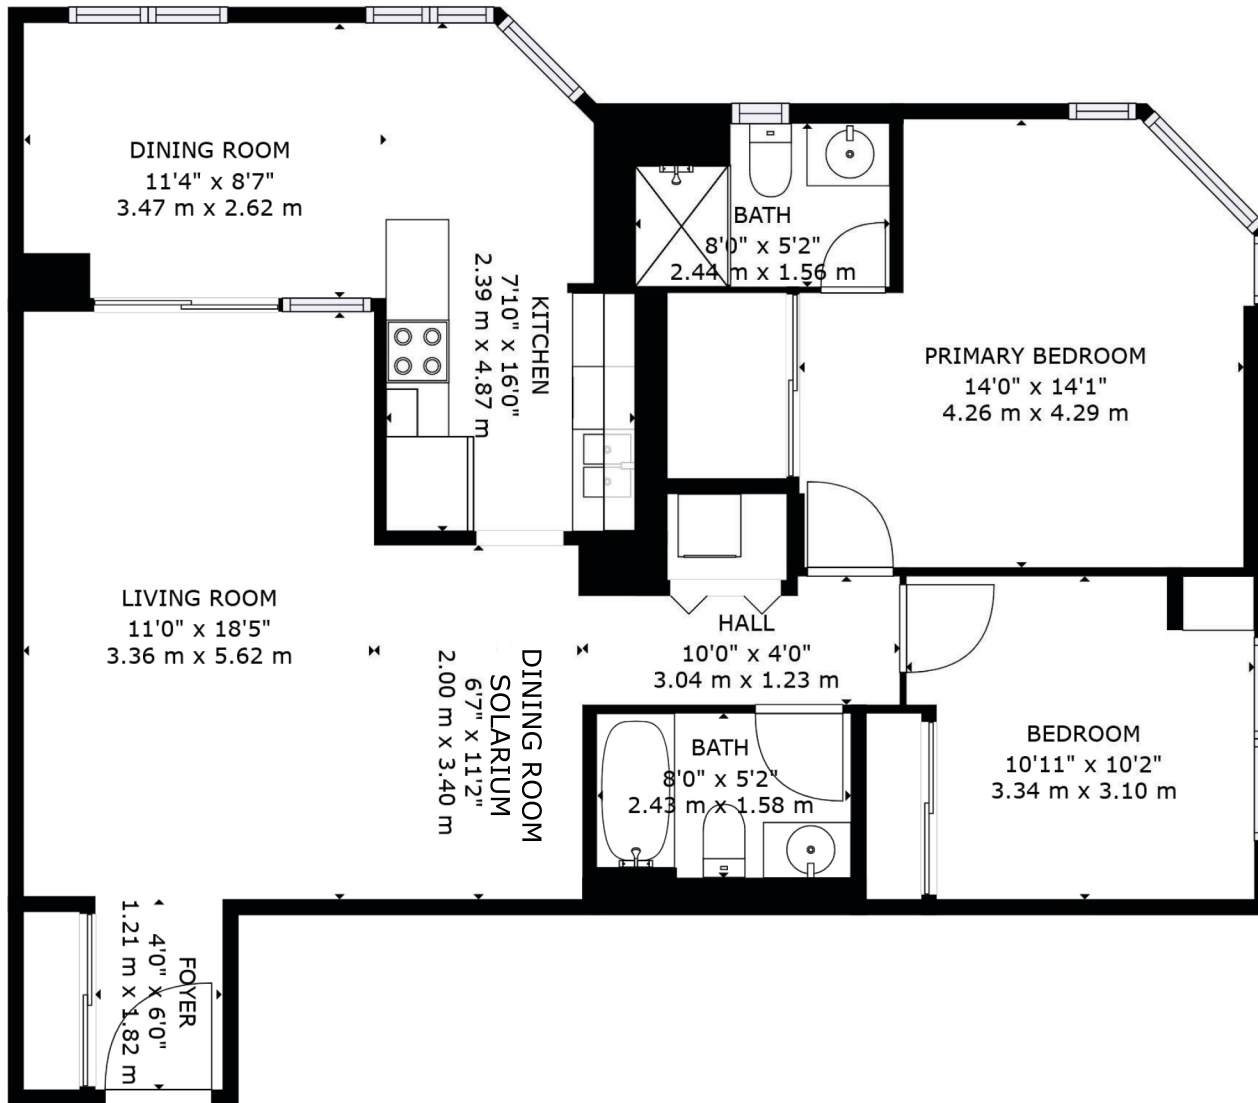 DINING ROOM
11'4" x 8'7"
3.47 m x 2.62 m
BATH
8'0" x 5'2"
2.44 m x 1.56 m
KITCHEN
7'10" x 16'0"
2.39 m x 4.87 m
PRIMARY BEDROOM
14'0" x 14'1"
4.26 m x 4.29 m
LIVING ROOM
11'0" x 18'5"
3.36 m x 5.62 m
HALL
10'0" x 4'0"
3.04 m x 1.23 m
DINING ROOM
SOLARIUM
6'7" x 11'2"
2.00 m x 3.40 m
BATH
8'0" x 5'2"
2.43 m x 1.58 m
BEDROOM
10'11" x 10'2"
3.34 m x 3.10 m
FOYER
4'0" x 6'0"
1.21 m x 1.82 m